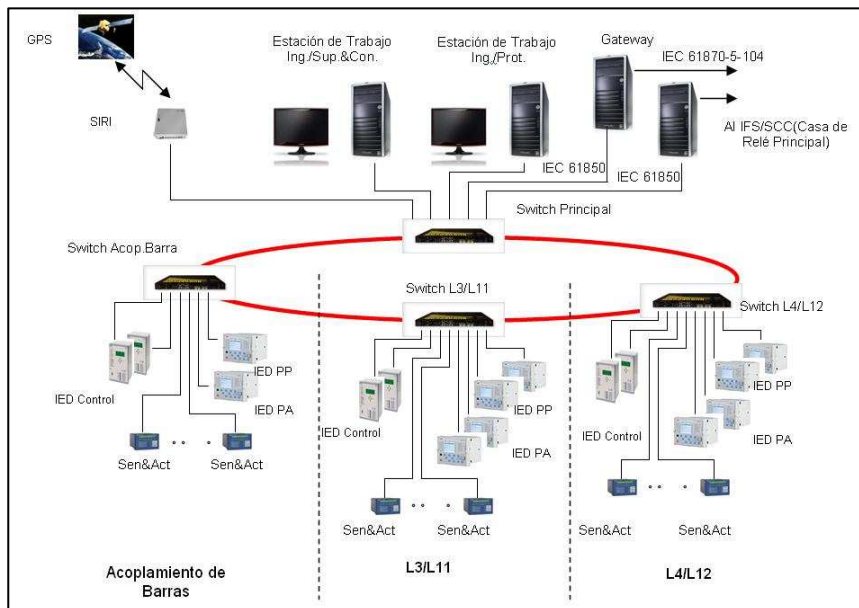 GPS
SIRI
Estación de Trabajo
Ing./Sup.&Con.
Estación de Trabajo
Ing./Prot.
Gateway
IEC 61870-5-104
Al IFS/SCC(Casa de
Relé Principal)
IEC 61850
IEC 61850
Switch Principal
Switch Acop.Barra
Switch L3/L11
Switch L4/L12
IED PP
IED PA
IED Control
Sen&Act
Sen&Act
IED PP
IED PA
IED Control
Sen&Act
Sen&Act
IED PP
IED PA
IED Control
Sen&Act
Sen&Act
Acoplamiento de
Barras
L3/L11
L4/L12